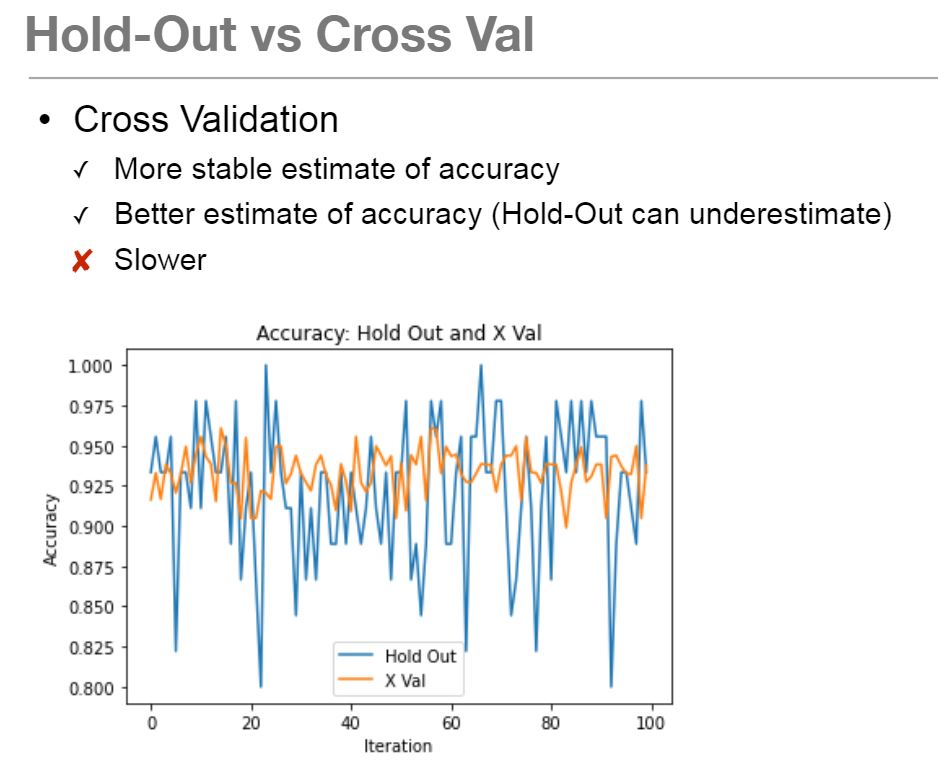 Hold-Out vs Cross Val
• Cross Validation
✓ More stable estimate of accuracy
✓ Better estimate of accuracy (Hold-Out can underestimate)
✘ Slower
Accuracy: Hold Out and X Val
1.000
0.975
0.950
0.925
0.900
0.875
0.850
0.825
0.800
Accuracy
Hold Out
X Val
0 20 40 60 80 100
Iteration